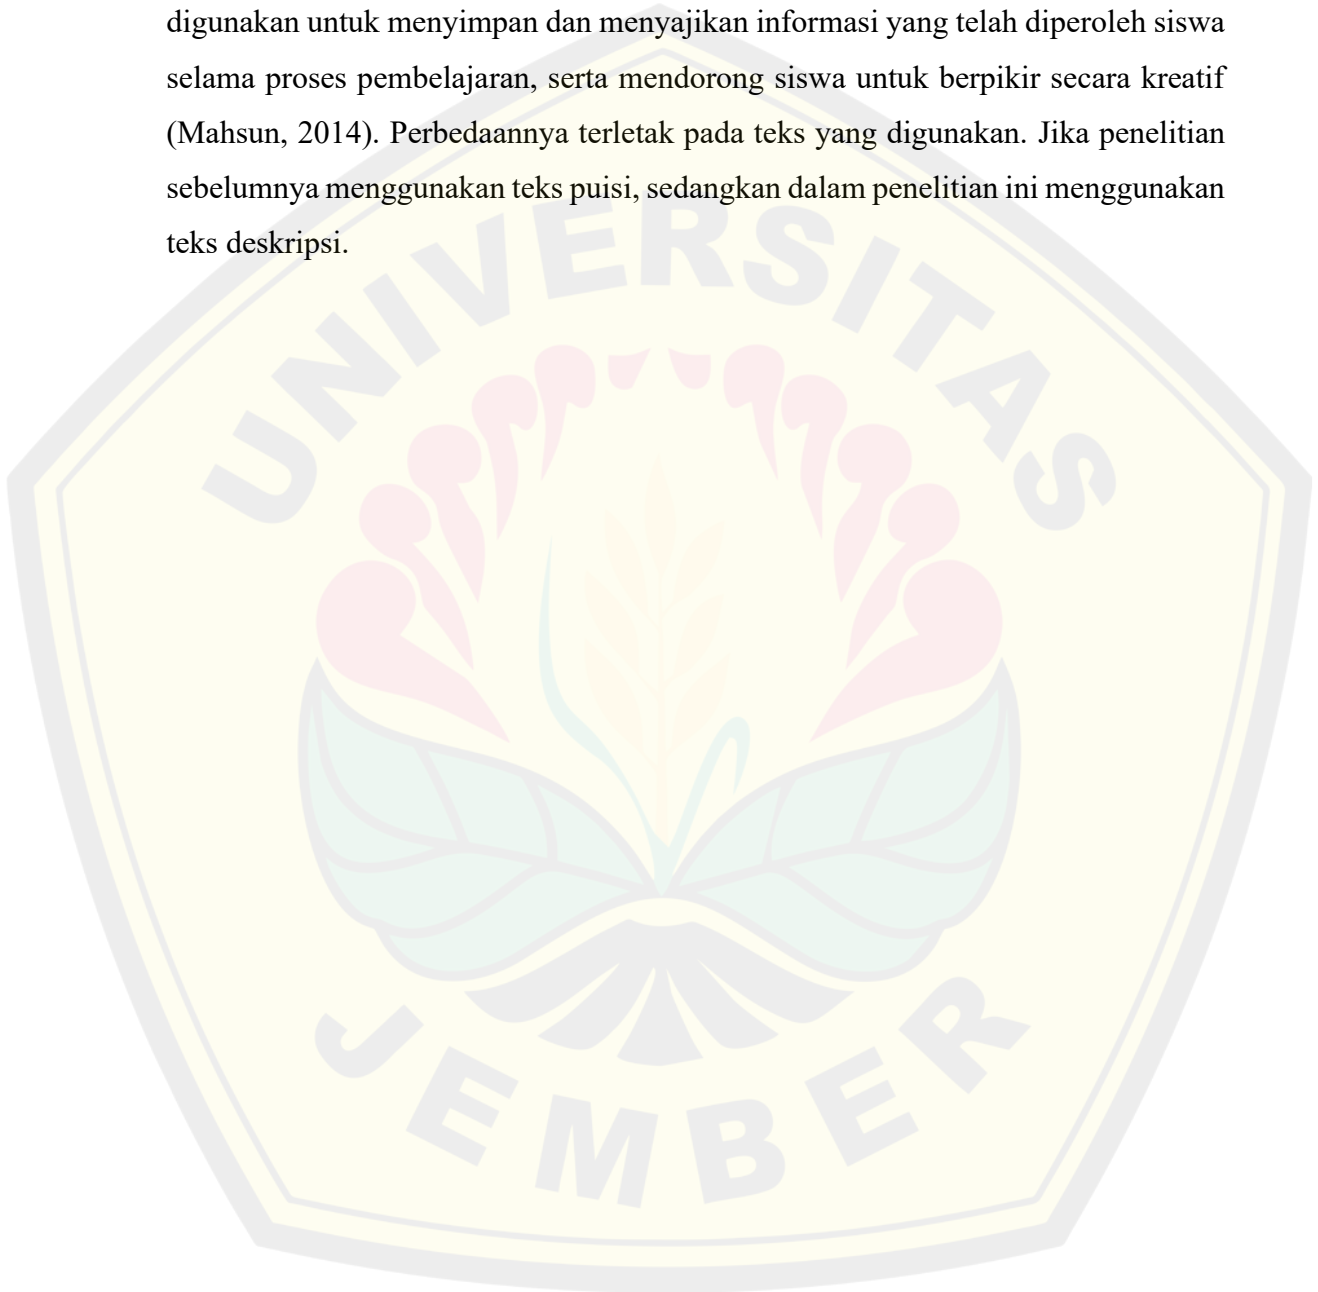 digunakan untuk menyimpan dan menyajikan informasi yang telah diperoleh siswa
selama proses pembelajaran, serta mendorong siswa untuk berpikir secara kreatif
(Mahsun, 2014). Perbedaannya terletak pada teks yang digunakan. Jika penelitian
sebelumnya menggunakan teks puisi, sedangkan dalam penelitian ini menggunakan
teks deskripsi.
UNIVERSITAS
JEMBER